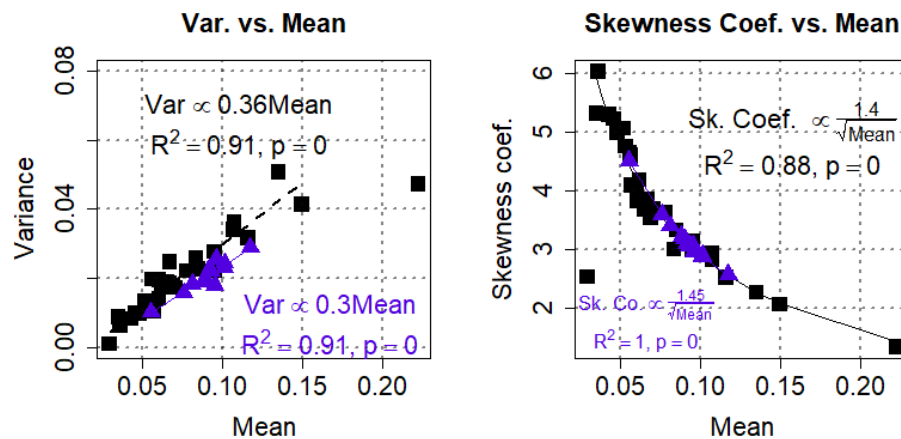 Var. vs. Mean
Variance
0.00
0.04
0.08
Var ∝ 0.36Mean
R² = 0.91, p = 0
Var ∝ 0.3Mean
R² = 0.91, p = 0
0.05 0.10 0.15 0.20
Mean
Skewness Coef. vs. Mean
Skewness coef.
6
5
4
3
2
Sk. Coef. ∝ 1.4/√Mean
R² = 0.88, p = 0
Sk. Co. ∝ 1.45/√Mean
R² = 1, p = 0
0.05 0.10 0.15 0.20
Mean